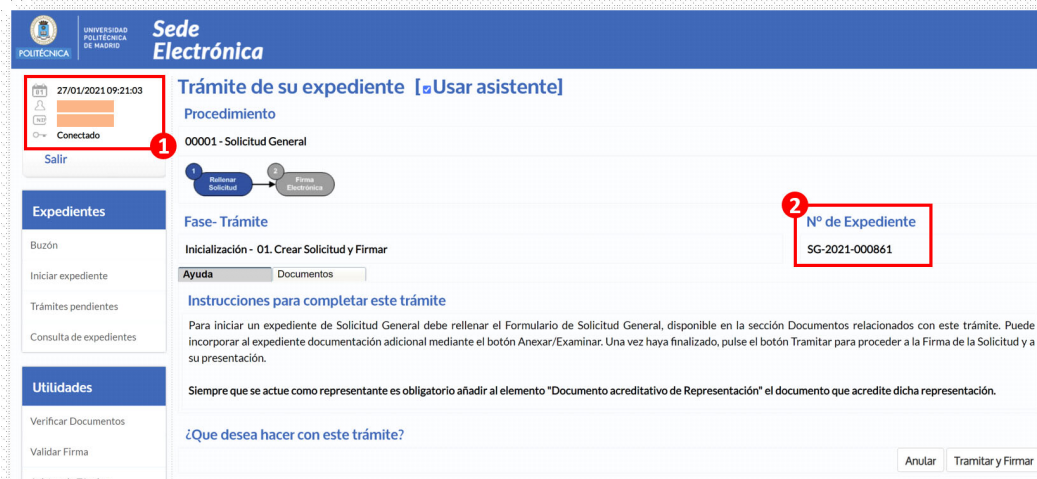 POLITÉCNICA
UNIVERSIDAD
POLITÉCNICA
DE MADRID
Sede
Electrónica
27/01/2021 09:21:03
Conectado
1
Salir
Expedientes
Buzón
Iniciar expediente
Trámites pendientes
Consulta de expedientes
Utilidades
Verificar Documentos
Validar Firma
Trámite de su expediente [Usar asistente]
Procedimiento
00001 - Solicitud General
1
Rellenar
Solicitud
2
Firma
Electrónica
Fase- Trámite
Inicialización - 01. Crear Solicitud y Firmar
2
Nº de Expediente
SG-2021-000861
Ayuda
Documentos
Instrucciones para completar este trámite
Para iniciar un expediente de Solicitud General debe rellenar el Formulario de Solicitud General, disponible en la sección Documentos relacionados con este trámite. Puede
incorporar al expediente documentación adicional mediante el botón Anexar/Examinar. Una vez haya finalizado, pulse el botón Tramitar para proceder a la Firma de la Solicitud y a
su presentación.
Siempre que se actue como representante es obligatorio añadir al elemento "Documento acreditativo de Representación" el documento que acredite dicha representación.
¿Que desea hacer con este trámite?
Anular
Tramitar y Firmar